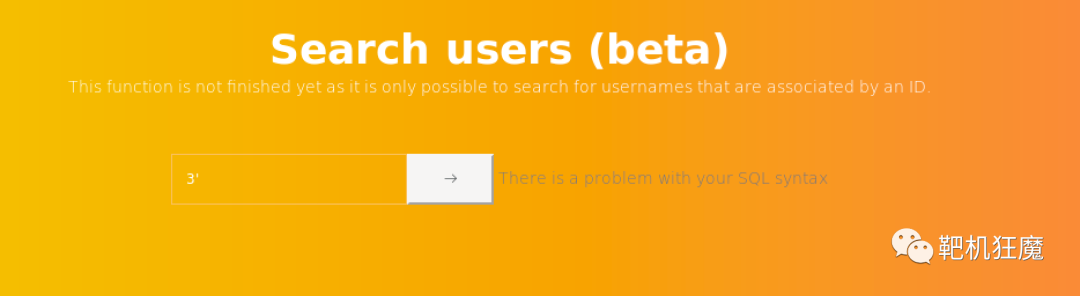 Search users (beta)
This function is not finished yet as it is only possible to search for usernames that are associated by an ID.
3' → There is a problem with your SQL syntax
靶机狂魔